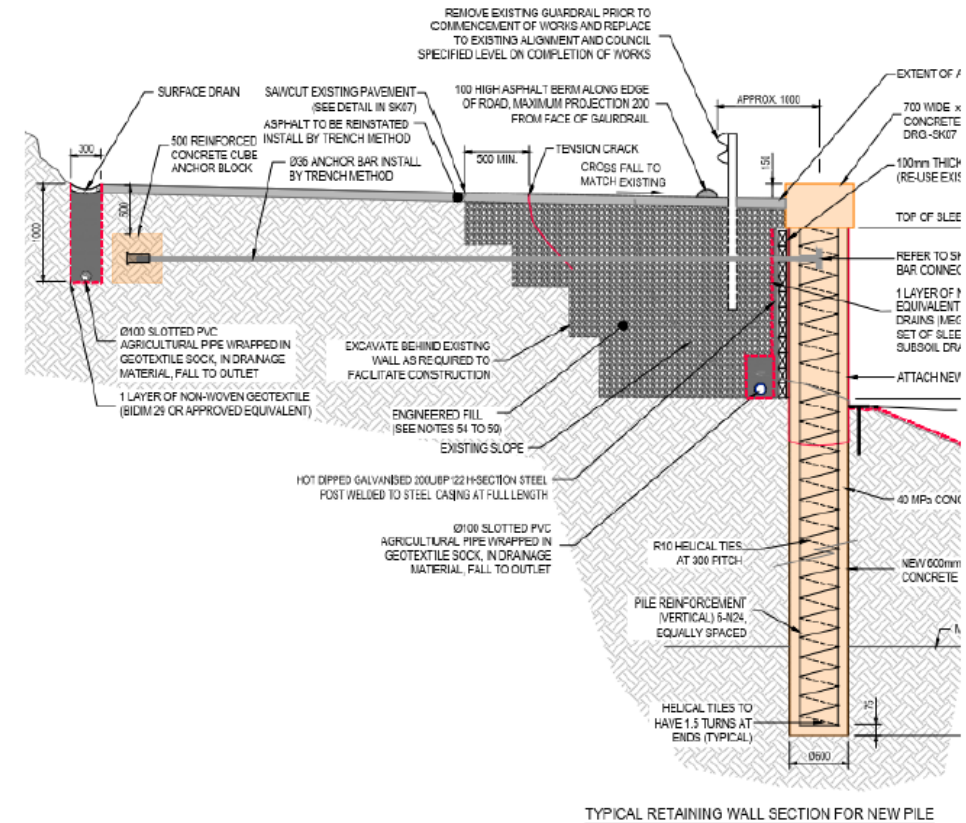 REMOVE EXISTING GUARDRAIL PRIOR TO
COMMENCEMENT OF WORKS AND REPLACE
TO EXISTING ALIGNMENT AND COUNCIL
SPECIFIED LEVEL ON COMPLETION OF WORKS
SURFACE DRAIN
SAWCUT EXISTING PAVEMENT
(SEE DETAIL IN SK07)
ASPHALT TO BE REINSTATED
INSTALL BY TRENCH METHOD
Ø36 ANCHOR BAR INSTALL
BY TRENCH METHOD
500 REINFORCED
CONCRETE CUBE
ANCHOR BLOCK
100 HIGH ASPHALT BERM ALONG EDGE
OF ROAD, MAXIMUM PROJECTION 200
FROM FACE OF GAURDRAIL
APPROX. 1000
EXTENT OF
700 WIDE x
CONCRETE
DRG.-SK07
100mm THICK
(RE-USE EXIS
300
500 MIN.
TENSION CRACK
CROSS FALL TO
MATCH EXISTING
150
500
1000
TOP OF SLEE
REFER TO SK
BAR CONNEC
1 LAYER OF N
EQUIVALENT
DRAINS (MEG
SET OF SLEE
SUBSOIL DRA
ATTACH NEW
Ø100 SLOTTED PVC
AGRICULTURAL PIPE WRAPPED IN
GEOTEXTILE SOCK, IN DRAINAGE
MATERIAL, FALL TO OUTLET
1 LAYER OF NON-WOVEN GEOTEXTILE
(BIDIM 29 OR APPROVED EQUIVALENT)
EXCAVATE BEHIND EXISTING
WALL AS REQUIRED TO
FACILITATE CONSTRUCTION
ENGINEERED FILL
(SEE NOTES 54 TO 59)
EXISTING SLOPE
HOT DIPPED GALVANISED 200UBP122 H-SECTION STEEL
POST WELDED TO STEEL CASING AT FULL LENGTH
Ø100 SLOTTED PVC
AGRICULTURAL PIPE WRAPPED IN
GEOTEXTILE SOCK, IN DRAINAGE
MATERIAL, FALL TO OUTLET
40 MPa CONC
R10 HELICAL TIES
AT 300 PITCH
NEW 600mm
CONCRETE
PILE REINFORCEMENT
(VERTICAL) 6-N24,
EQUALLY SPACED
HELICAL TILES TO
HAVE 1.5 TURNS AT
ENDS (TYPICAL)
Ø600
TYPICAL RETAINING WALL SECTION FOR NEW PILE